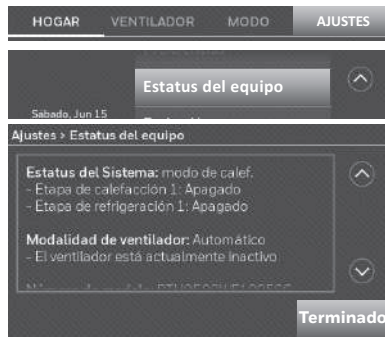 HOGAR VENTILADOR MODO AJUSTES
Estatus del equipo
Sábado, Jun 15
Ajustes > Estatus del equipo
Estatus del Sistema: modo de calef.
- Etapa de calefacción 1: Apagado
- Etapa de refrigeración 1: Apagado
Modalidad de ventilador: Automático
- El ventilador está actualmente inactivo
Terminado